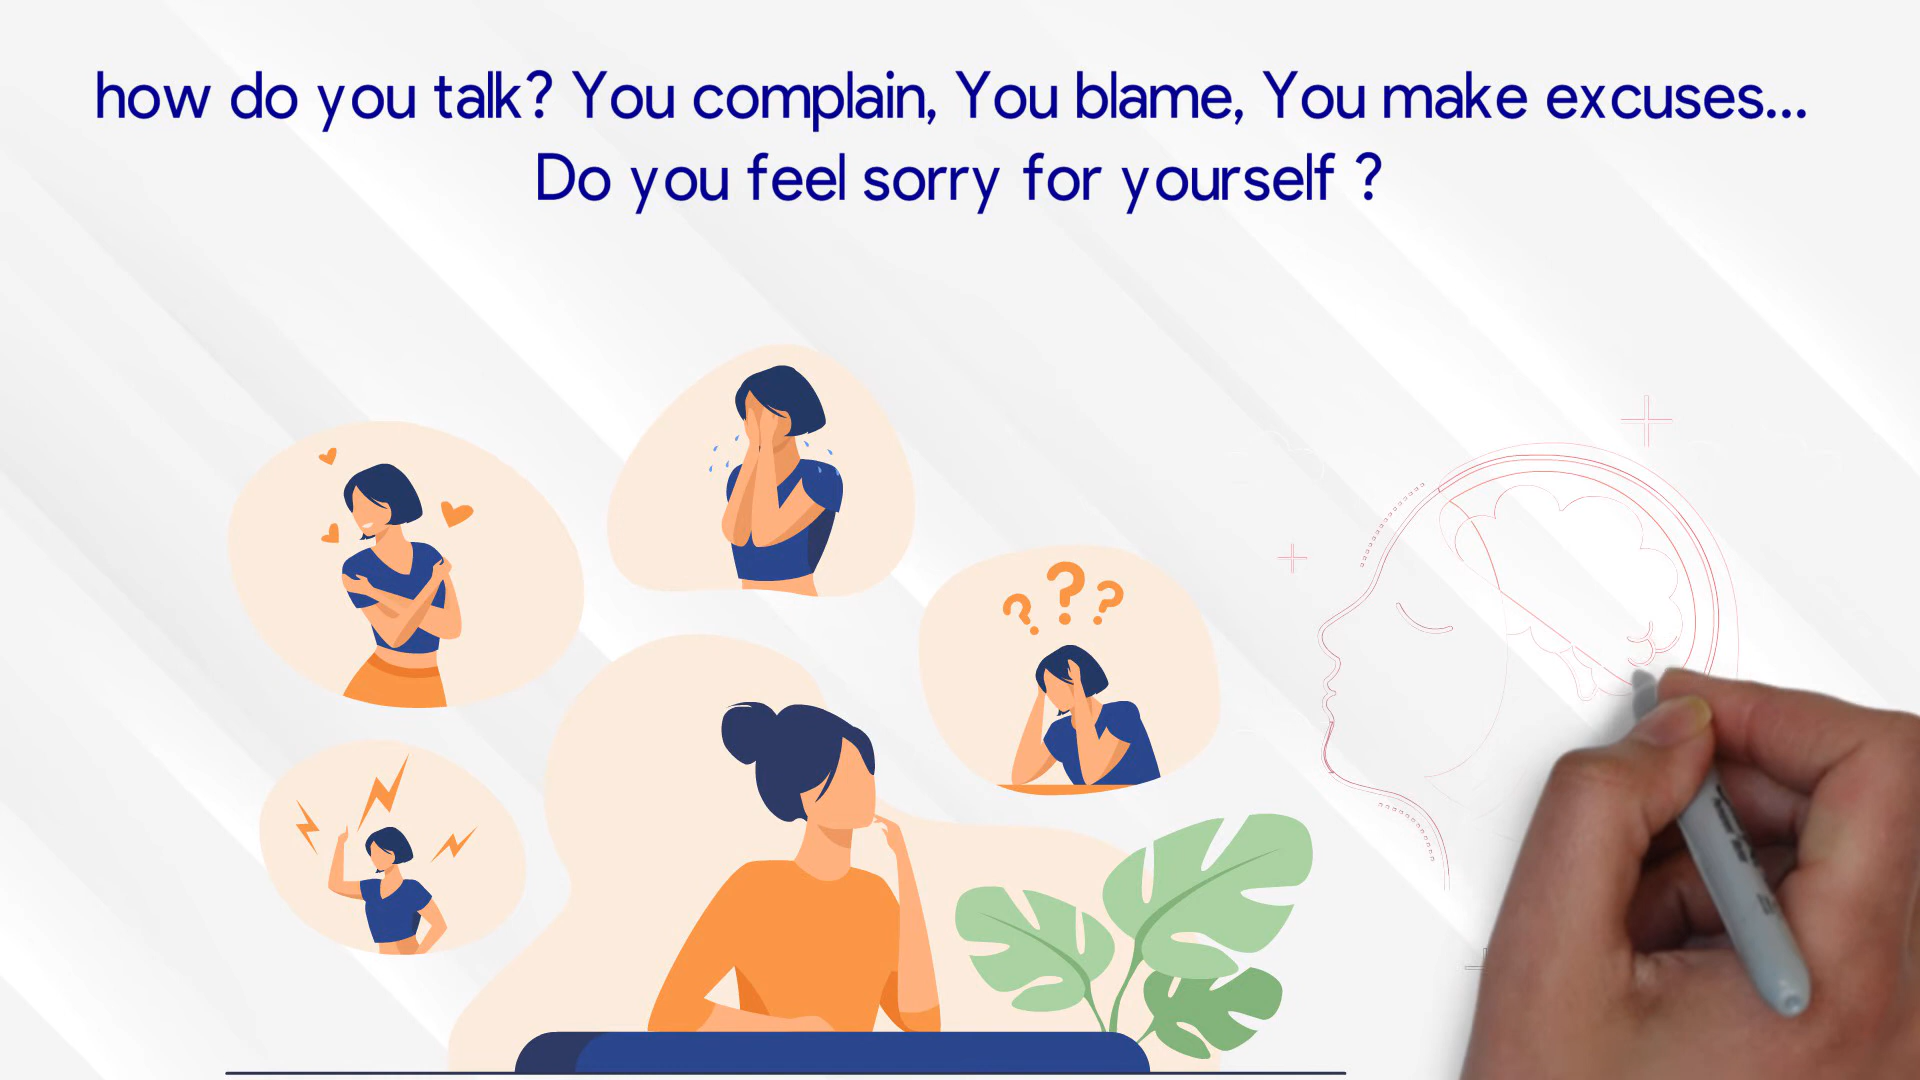 how do you talk? You complain, You blame, You make excuses...
Do you feel sorry for yourself ?